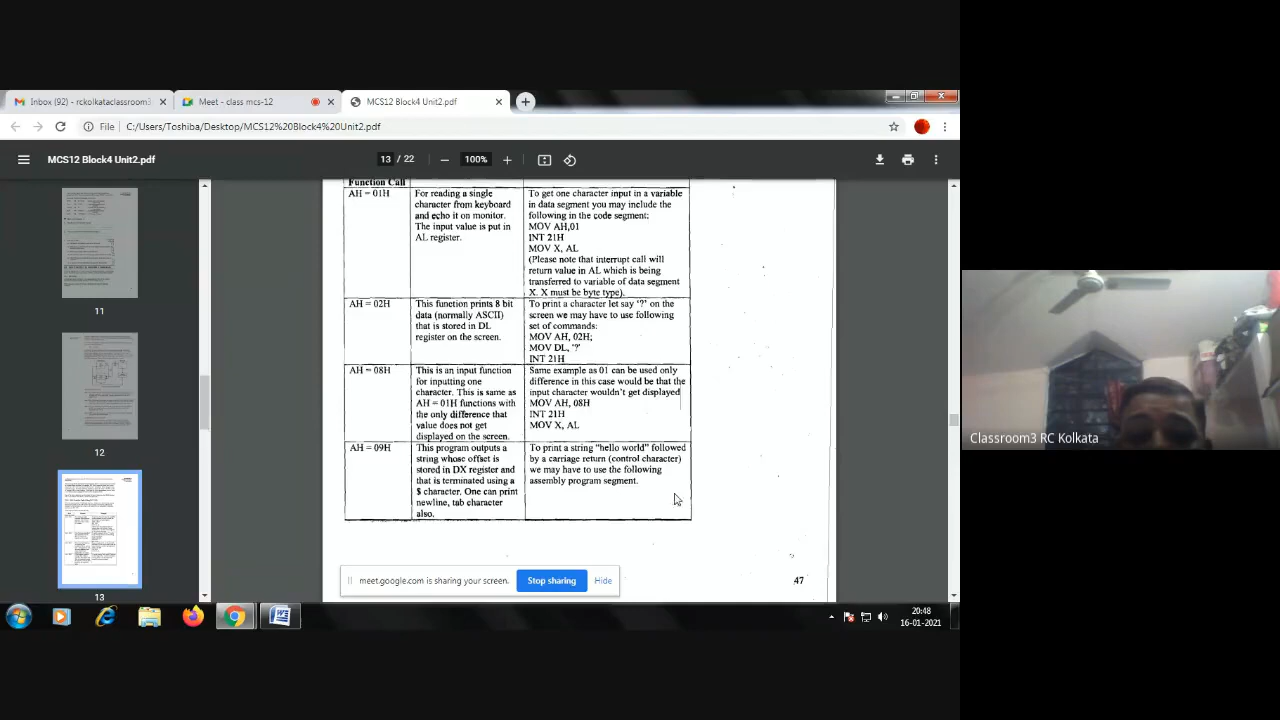 Inbox (92) - rckolkataclassroom3
Meet - class mcs-12
MCS12 Block4 Unit2.pdf
File C:/Users/Toshiba/Desktop/MCS12%20Block4%20Unit2.pdf
MCS12 Block4 Unit2.pdf
13 / 22
100%
11
12
13
Function Call
AH = 01H
For reading a single
character from keyboard
and echo it on monitor.
The input value is put in
AL register.
To get one character input in a variable
in data segment you may include the
following in the code segment:
MOV AH,01
INT 21H
MOV X, AL
(Please note that interrupt call will
return value in AL which is being
transferred to variable of data segment
X. X must be byte type).
AH = 02H
This function prints 8 bit
data (normally ASCII)
that is stored in DL
register on the screen.
To print a character let say '?' on the
screen we may have to use following
set of commands:
MOV AH, 02H;
MOV DL, '?'
INT 21H
AH = 08H
This is an input function
for inputting one
character. This is same as
AH = 01H functions with
the only difference that
value does not get
displayed on the screen.
Same example as 01 can be used only
difference in this case would be that the
input character wouldn't get displayed
MOV AH, 08H
INT 21H
MOV X, AL
AH = 09H
This program outputs a
string whose offset is
stored in DX register and
that is terminated using a
$ character. One can print
newline, tab character
also.
To print a string "hello world" followed
by a carriage return (control character)
we may have to use the following
assembly program segment.
47
meet.google.com is sharing your screen.
Stop sharing
Hide
20:48
16-01-2021
Classroom3 RC Kolkata